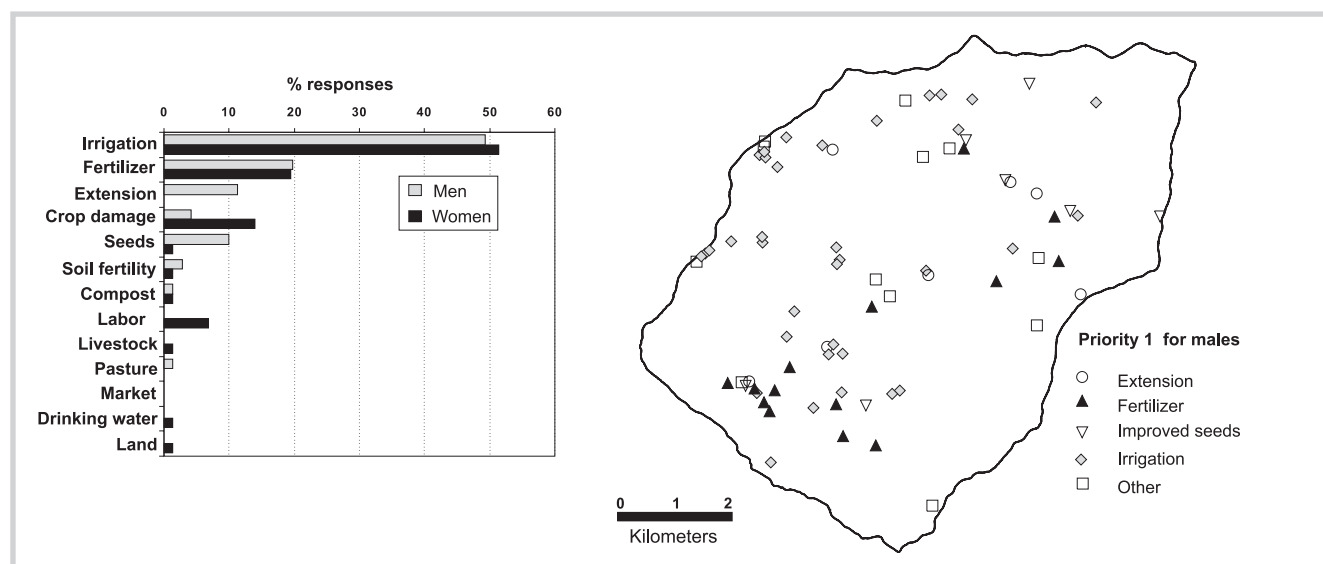 % responses
0 10 20 30 40 50 60
Irrigation
Fertilizer
Extension
Crop damage
Seeds
Soil fertility
Compost
Labor
Livestock
Pasture
Market
Drinking water
Land
Men
Women
Priority 1 for males
Extension
Fertilizer
Improved seeds
Irrigation
Other
0 1 2
Kilometers